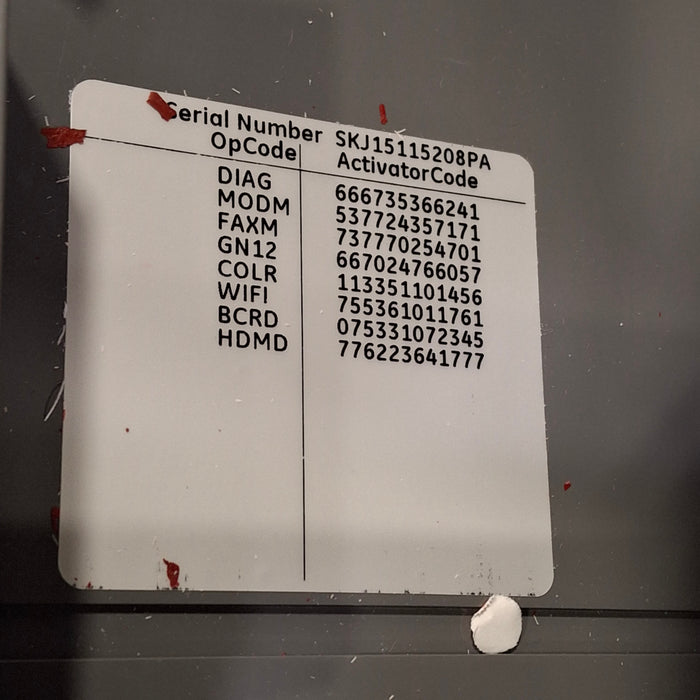 Serial Number SKJ15115208PA
OpCode ActivatorCode
DIAG 666735366241
MODM 537724357171
FAXM 737770254701
GN12 667024766057
COLR 113351101456
WIFI 755361011761
BCRD 075331072345
HDMD 776223641777